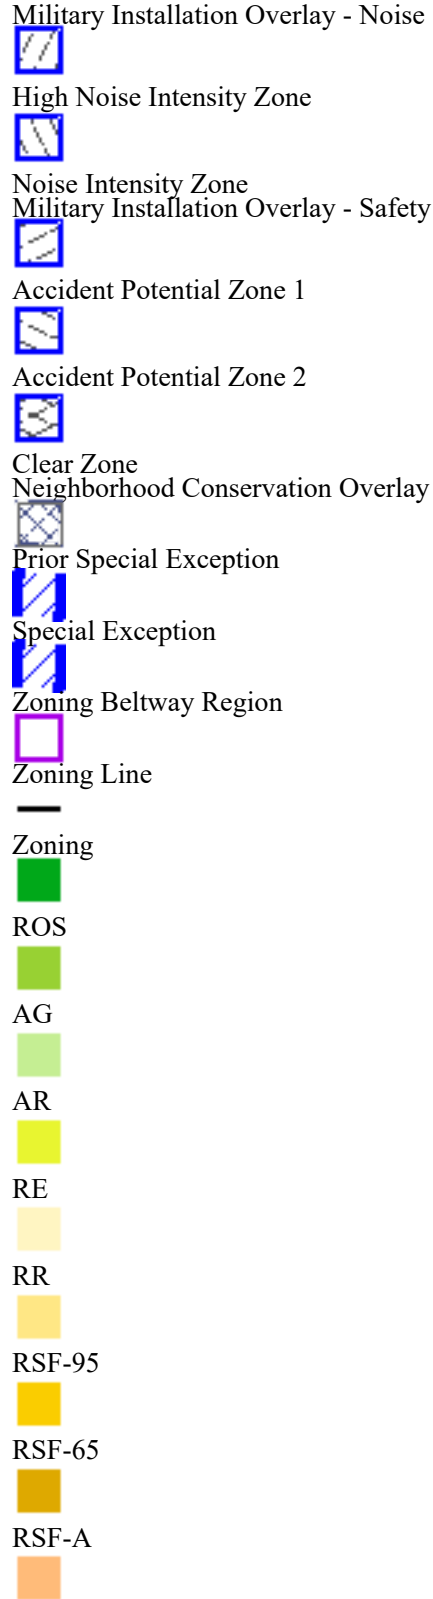 Military Installation Overlay - Noise
High Noise Intensity Zone
Noise Intensity Zone
Military Installation Overlay - Safety
Accident Potential Zone 1
Accident Potential Zone 2
Clear Zone
Neighborhood Conservation Overlay
Prior Special Exception
Special Exception
Zoning Beltway Region
Zoning Line
Zoning
ROS
AG
AR
RE
RR
RSF-95
RSF-65
RSF-A